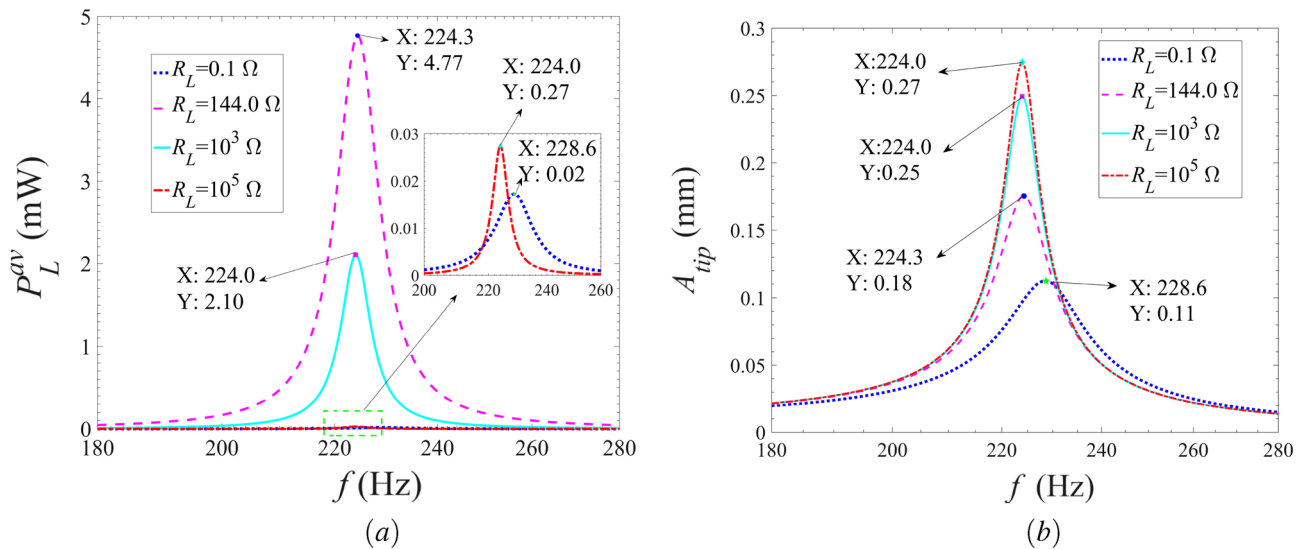 5
4
3
2
1
0
180
200
220
240
260
280
P_L^{av} (mW)
f (Hz)
R_L=0.1 Ω
R_L=144.0 Ω
R_L=10^3 Ω
R_L=10^5 Ω
X: 224.3
Y: 4.77
X: 224.0
Y: 0.27
X: 228.6
Y: 0.02
X: 224.0
Y: 2.10
0.03
0.02
0.01
0
200
220
240
260
(a)
0.3
0.25
0.2
0.15
0.1
0.05
0
180
200
220
240
260
280
A_{tip} (mm)
f (Hz)
R_L=0.1 Ω
R_L=144.0 Ω
R_L=10^3 Ω
R_L=10^5 Ω
X:224.0
Y: 0.27
X:224.0
Y:0.25
X: 224.3
Y: 0.18
X: 228.6
Y: 0.11
(b)